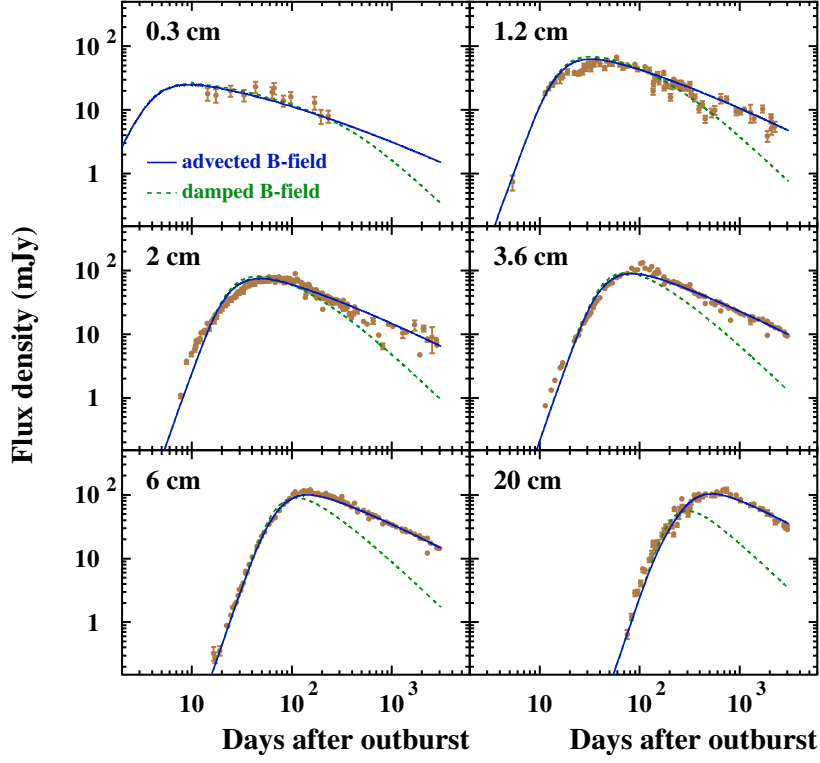 0.3 cm
1.2 cm
10²
10
1
advected B-field
damped B-field
2 cm
3.6 cm
10²
10
1
6 cm
20 cm
10²
10
1
Flux density (mJy)
10 10² 10³ 10 10² 10³
Days after outburst Days after outburst